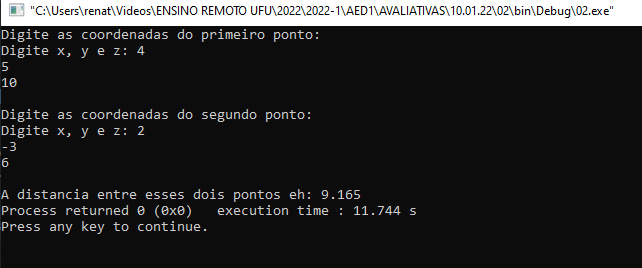 "C:\Users\renat\Videos\ENSINO REMOTO UFU\2022\2022-1\AED1\AVALIATIVAS\10.01.22\02\bin\Debug\02.exe"
Digite as coordenadas do primeiro ponto:
Digite x, y e z: 4
5
10
Digite as coordenadas do segundo ponto:
Digite x, y e z: 2
-3
6
A distancia entre esses dois pontos eh: 9.165
Process returned 0 (0x0)   execution time : 11.744 s
Press any key to continue.